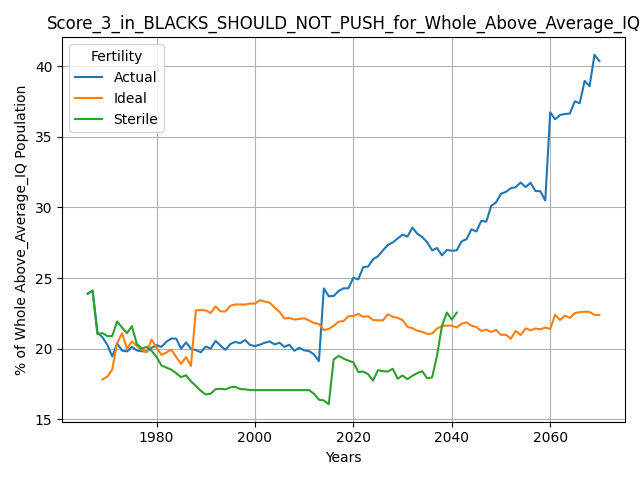 Score_3_in_BLACKS_SHOULD_NOT_PUSH_for_Whole_Above_Average_IQ
% of Whole Above_Average_IQ Population
Fertility
Actual
Ideal
Sterile
40
35
30
25
20
15
1980
2000
2020
2040
2060
Years